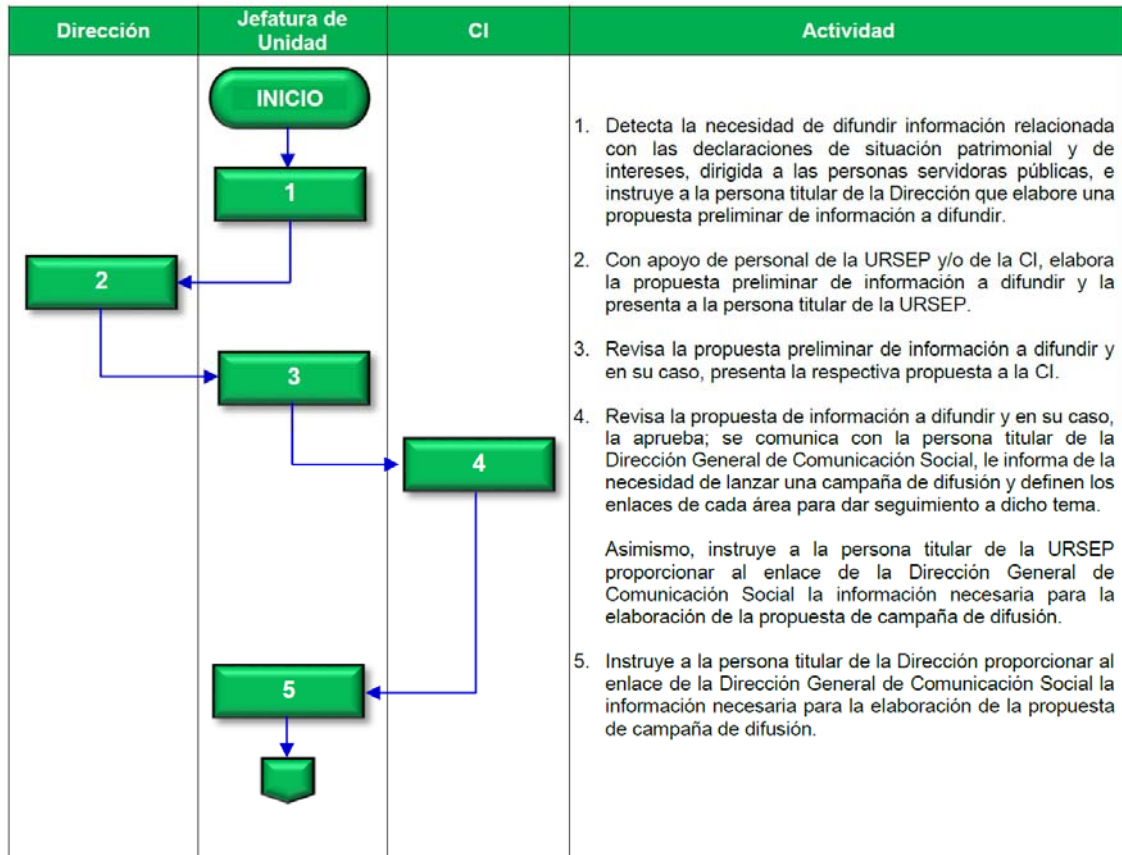 Dirección
Jefatura de
Unidad
CI
Actividad
INICIO
1
2
3
4
5
1. Detecta la necesidad de difundir información relacionada
con las declaraciones de situación patrimonial y de
intereses, dirigida a las personas servidoras públicas, e
instruye a la persona titular de la Dirección que elabore una
propuesta preliminar de información a difundir.
2. Con apoyo de personal de la URSEP y/o de la CI, elabora
la propuesta preliminar de información a difundir y la
presenta a la persona titular de la URSEP.
3. Revisa la propuesta preliminar de información a difundir y
en su caso, presenta la respectiva propuesta a la CI.
4. Revisa la propuesta de información a difundir y en su caso,
la aprueba; se comunica con la persona titular de la
Dirección General de Comunicación Social, le informa de la
necesidad de lanzar una campaña de difusión y definen los
enlaces de cada área para dar seguimiento a dicho tema.
Asimismo, instruye a la persona titular de la URSEP
proporcionar al enlace de la Dirección General de
Comunicación Social la información necesaria para la
elaboración de la propuesta de campaña de difusión.
5. Instruye a la persona titular de la Dirección proporcionar al
enlace de la Dirección General de Comunicación Social la
información necesaria para la elaboración de la propuesta
de campaña de difusión.